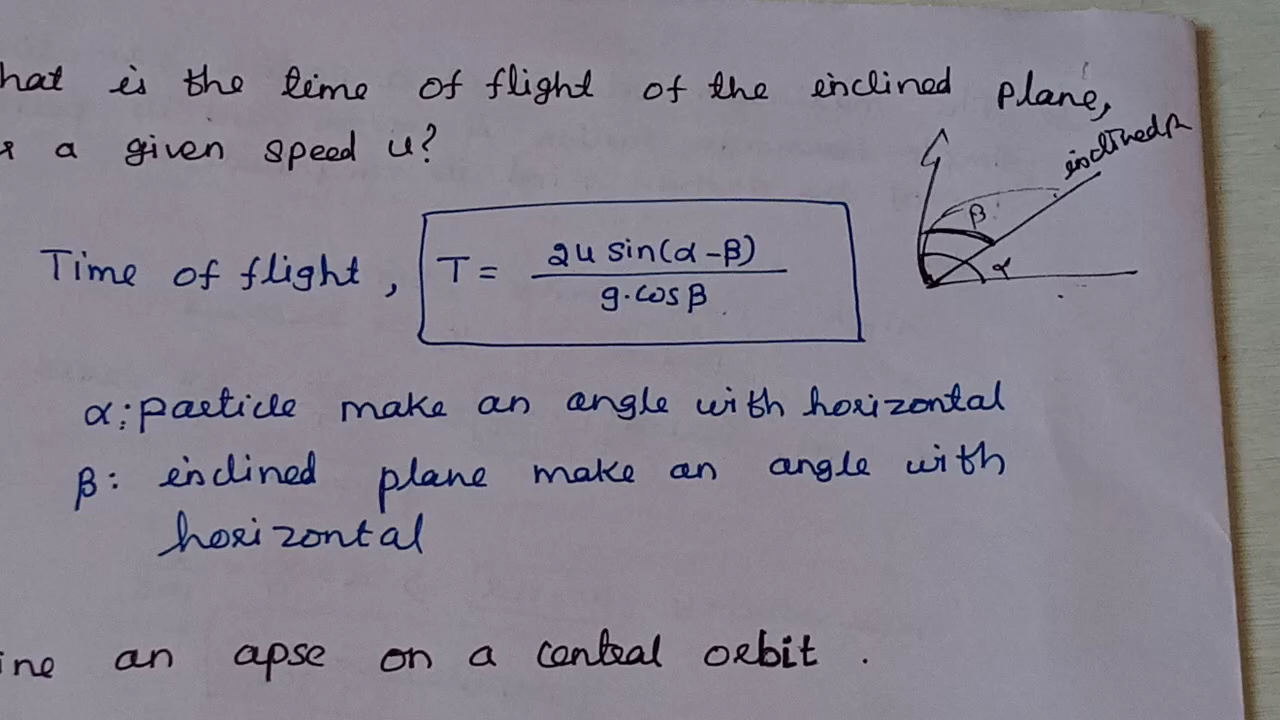 hat is the time of flight of the inclined plane,
a given speed u?
inclined
β
α
Time of flight, T = 2u sin(α-β)
g.cosβ
α: particle make an angle with horizontal
β: inclined plane make an angle with
horizontal
ine an apse on a central orbit.